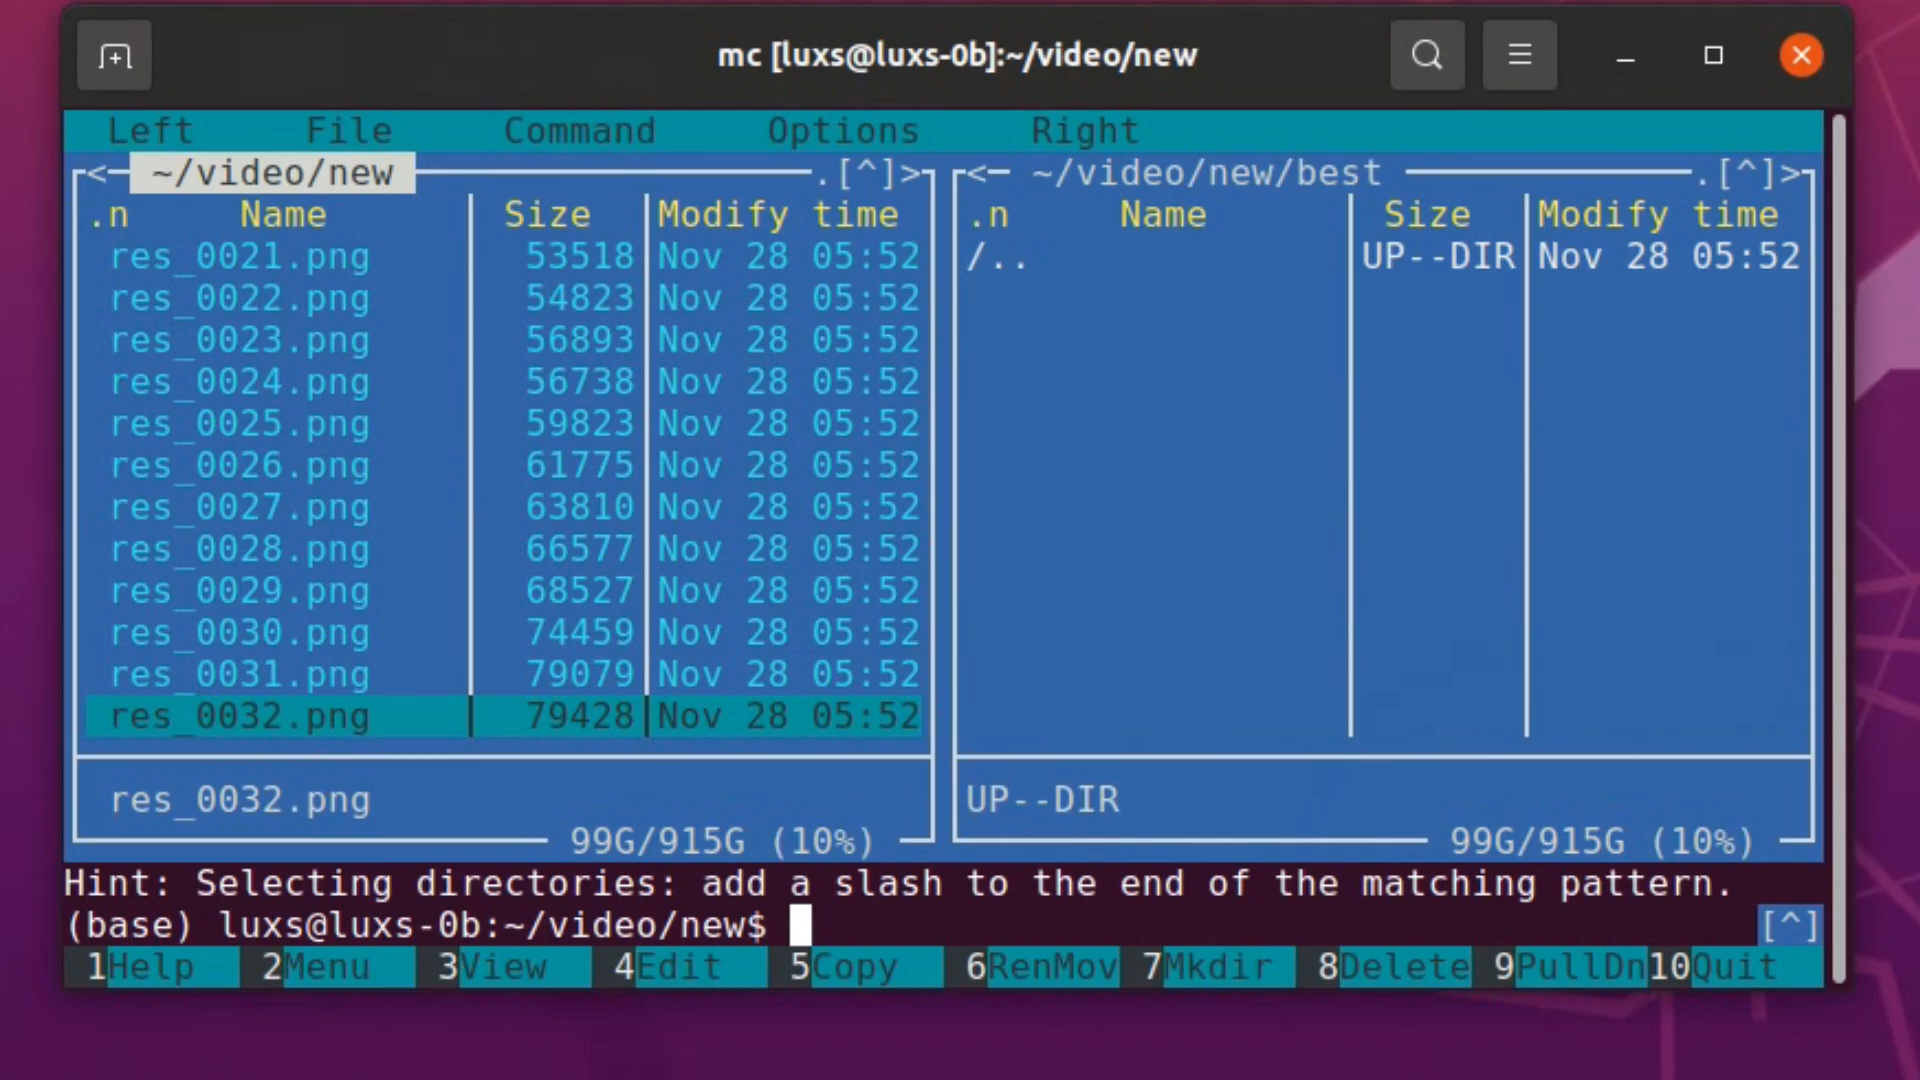 mc [luxs@luxs-0b]:~/video/new
Left File Command Options Right
<─ ~/video/new ──.[^]>
.n Name Size Modify time
res_0021.png 53518 Nov 28 05:52
res_0022.png 54823 Nov 28 05:52
res_0023.png 56893 Nov 28 05:52
res_0024.png 56738 Nov 28 05:52
res_0025.png 59823 Nov 28 05:52
res_0026.png 61775 Nov 28 05:52
res_0027.png 63810 Nov 28 05:52
res_0028.png 66577 Nov 28 05:52
res_0029.png 68527 Nov 28 05:52
res_0030.png 74459 Nov 28 05:52
res_0031.png 79079 Nov 28 05:52
res_0032.png 79428 Nov 28 05:52
res_0032.png
99G/915G (10%)
<─ ~/video/new/best ──.[^]>
.n Name Size Modify time
/.. UP--DIR Nov 28 05:52
UP--DIR
99G/915G (10%)
Hint: Selecting directories: add a slash to the end of the matching pattern.
(base) luxs@luxs-0b:~/video/new$ [^]
1Help 2Menu 3View 4Edit 5Copy 6RenMov 7Mkdir 8Delete 9PullDn 10Quit